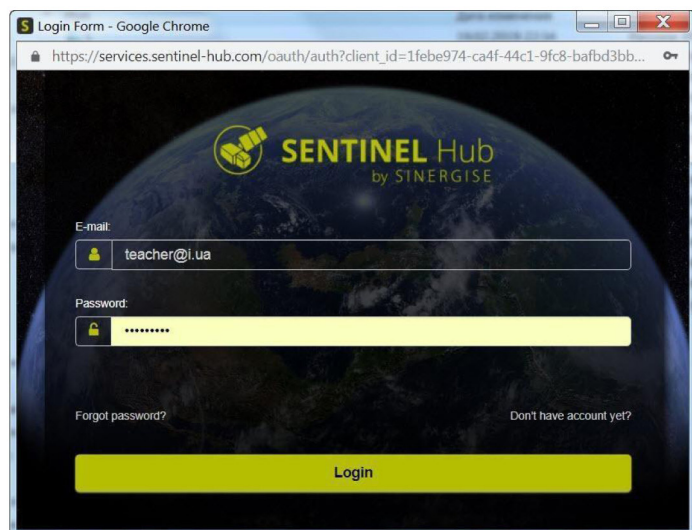 Login Form - Google Chrome
https://services.sentinel-hub.com/oauth/auth?client_id=1febe974-ca4f-44c1-9fc8-bafbd3bb...
SENTINEL Hub
by SINERGISE
E-mail:
teacher@i.ua
Password:
•••••••••
Forgot password?
Don't have account yet?
Login